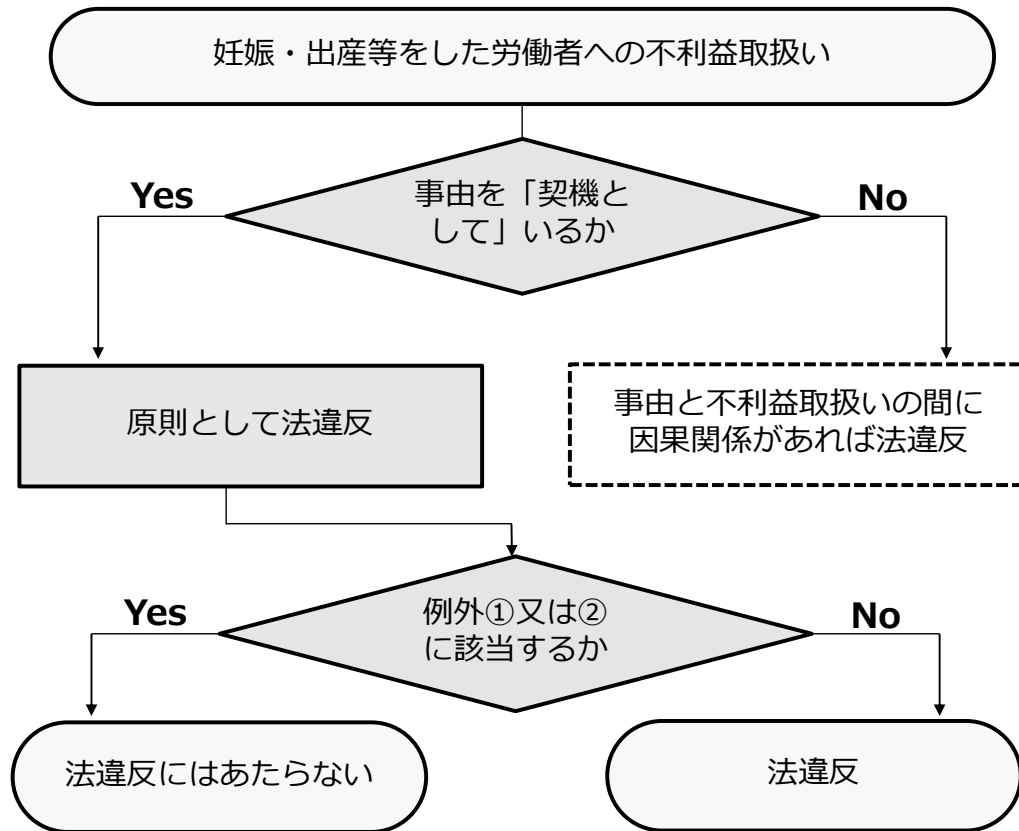 妊娠・出産等をした労働者への不利益取扱い
事由を「契機と
して」いるか
Yes
No
原則として法違反
事由と不利益取扱いの間に
因果関係があれば法違反
例外①又は②
に該当するか
Yes
No
法違反にはあたらない
法違反